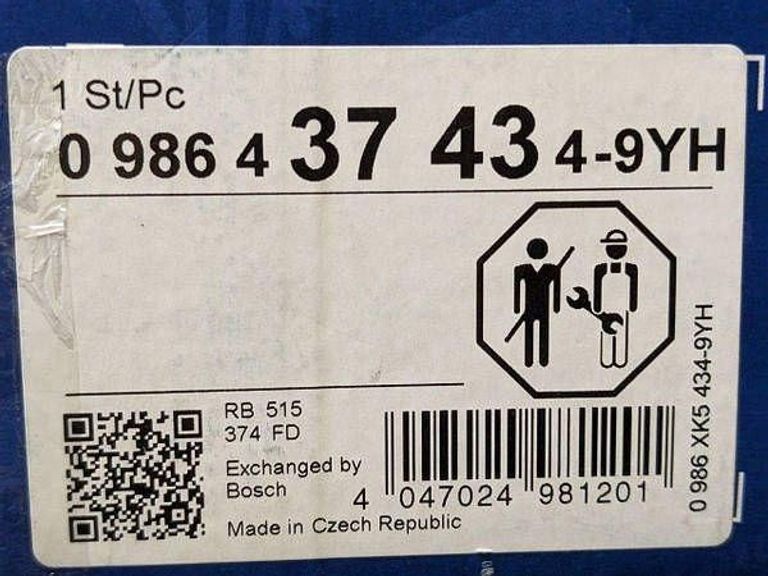 1 St/Pc
0 986 4 37 43 4-9YH
RB 515
374 FD
Exchanged by
Bosch
Made in Czech Republic
4 047024 981201
0 986 XK5 434-9YH